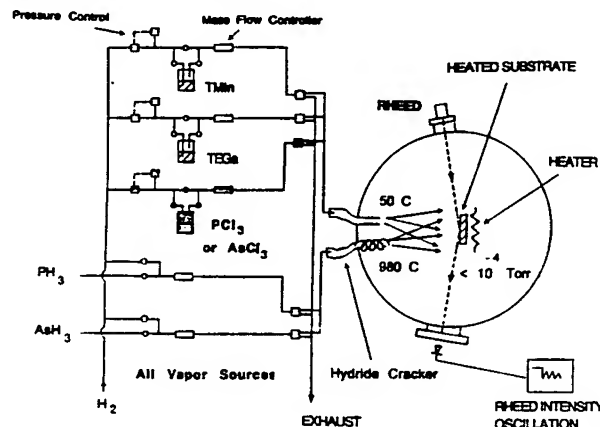 Pressure Control
Mass Flow Controller
TMIn
TEGa
PCl3
or AsCl3
PH3
AsH3
H2
All Vapor Sources
EXHAUST
Hydride Cracker
50 C
980 C
RHEED
HEATED SUBSTRATE
HEATER
< 10 -4 Torr
RHEED INTENSITY
OSCILLATION